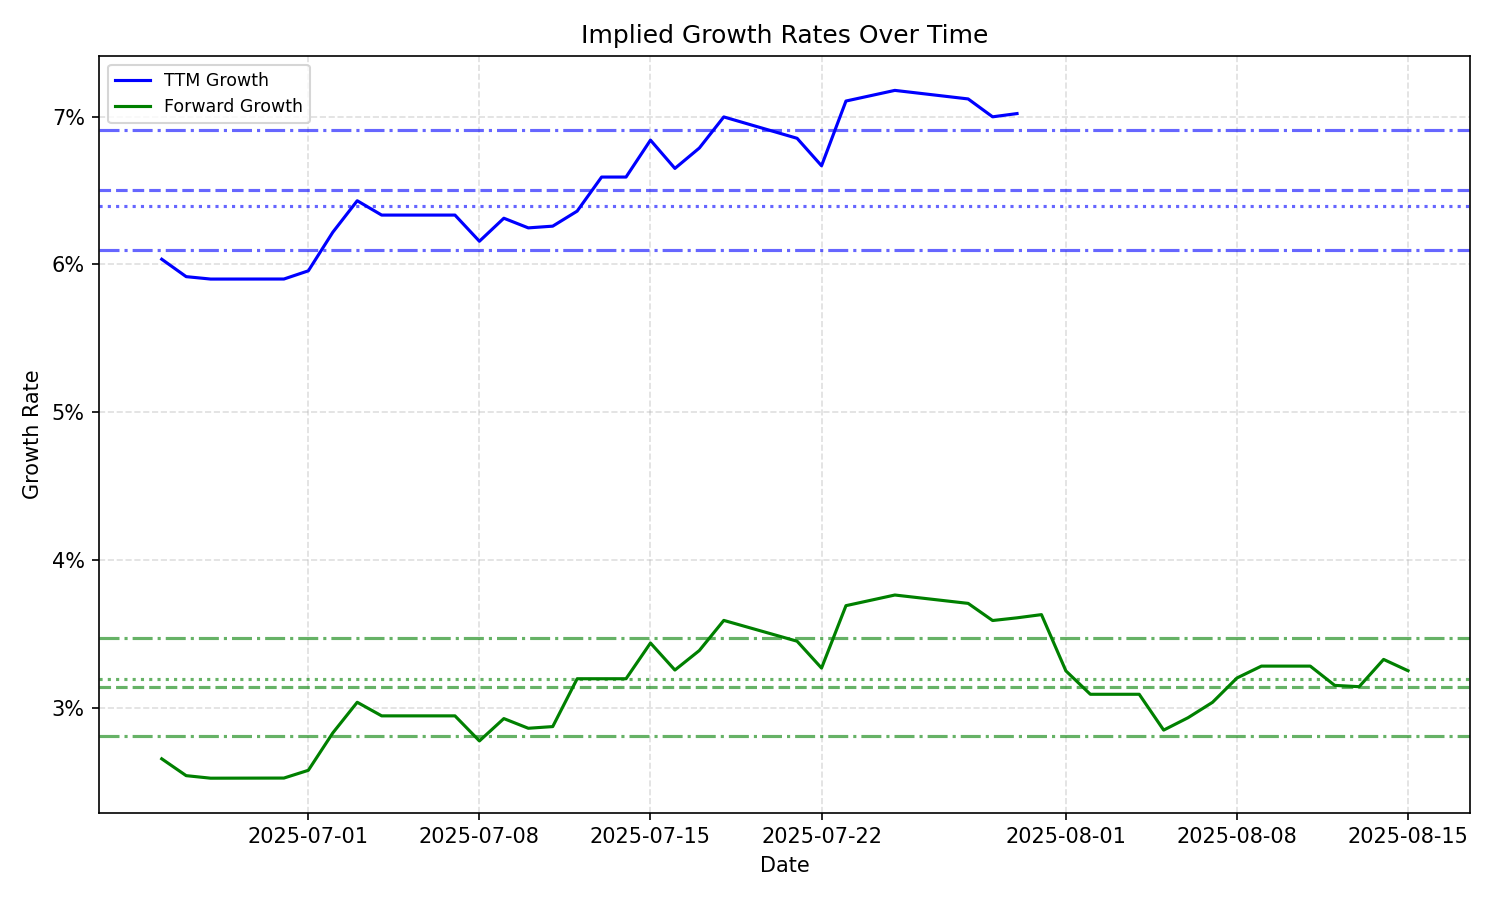 Implied Growth Rates Over Time
TTM Growth
Forward Growth
7%
6%
5%
4%
3%
Growth Rate
2025-07-01
2025-07-08
2025-07-15
2025-07-22
2025-08-01
2025-08-08
2025-08-15
Date